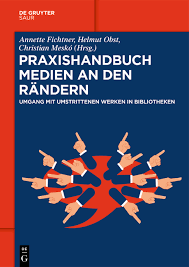 DE GRUYTER
SAUR
Annette Fichtner, Helmut Obst,
Christian Meskó (Hrsg.)
PRAXISHANDBUCH
MEDIEN AN DEN
RÄNDERN
UMGANG MIT UMSTRITTENEN WERKEN IN BIBLIOTHEKEN
DE
G